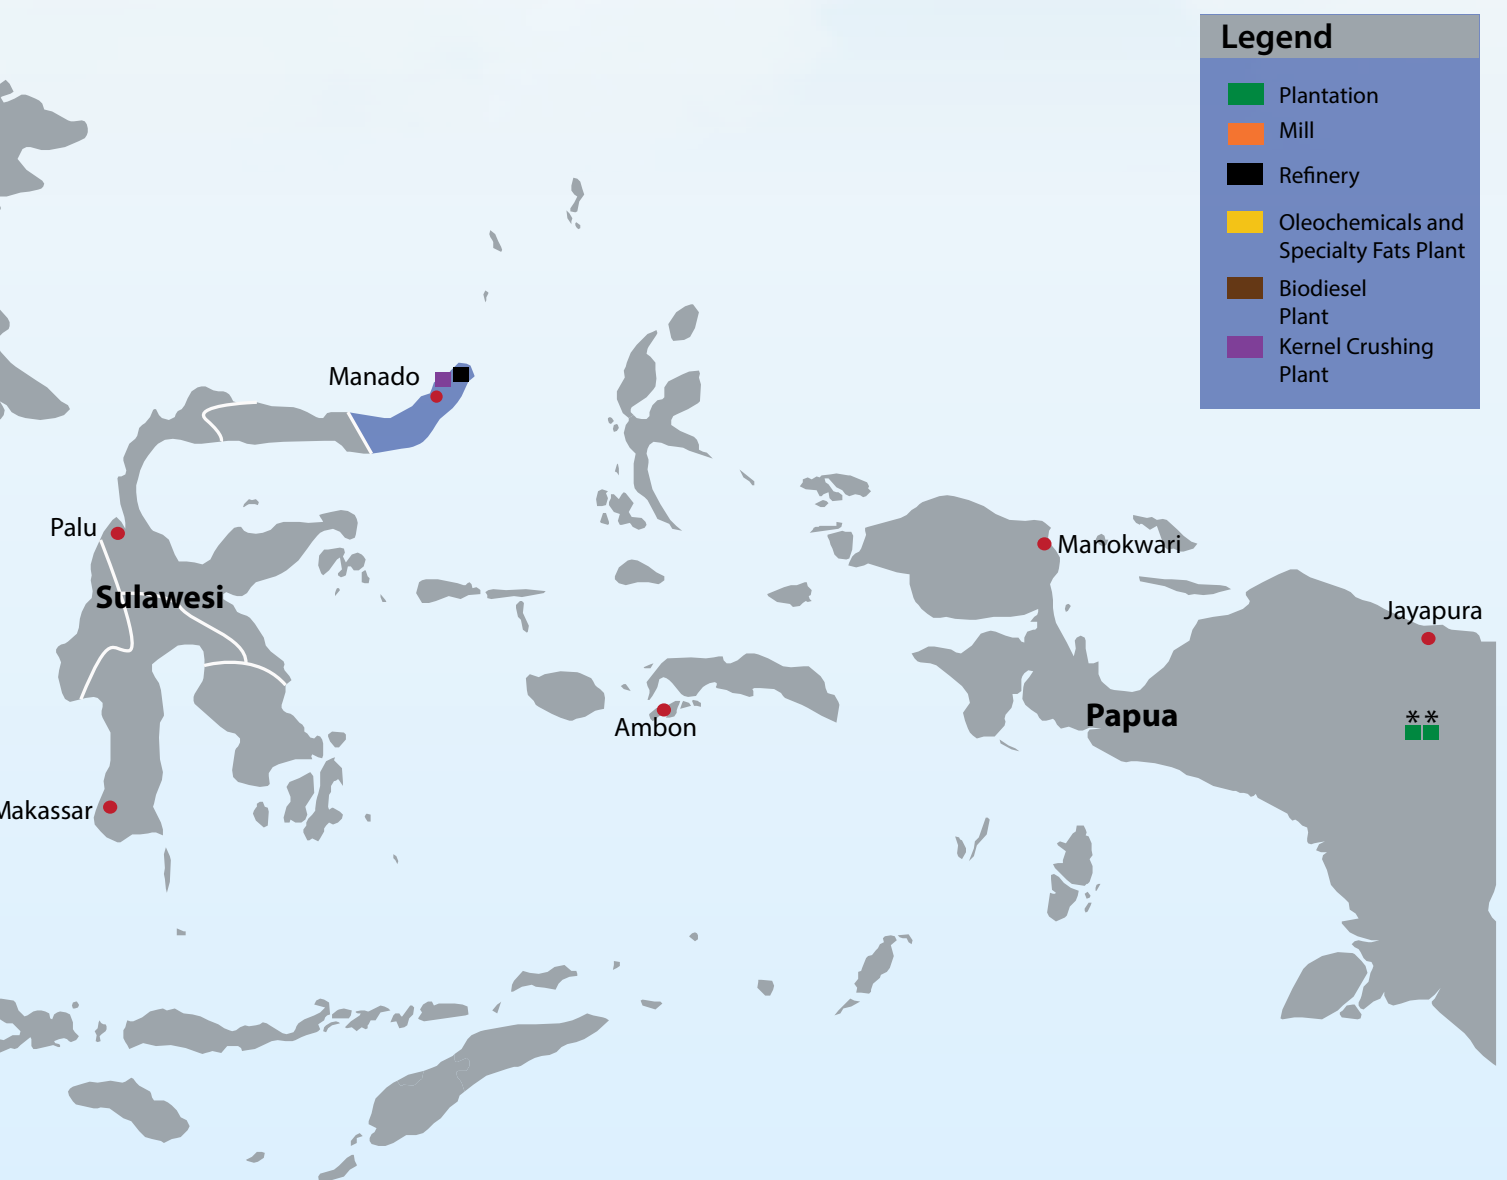 Legend
Plantation
Mill
Refinery
Oleochemicals and
Specialty Fats Plant
Biodiesel
Plant
Kernel Crushing
Plant
Manado
Palu
Manokwari
Sulawesi
Jayapura
Papua
**
Ambon
Makassar